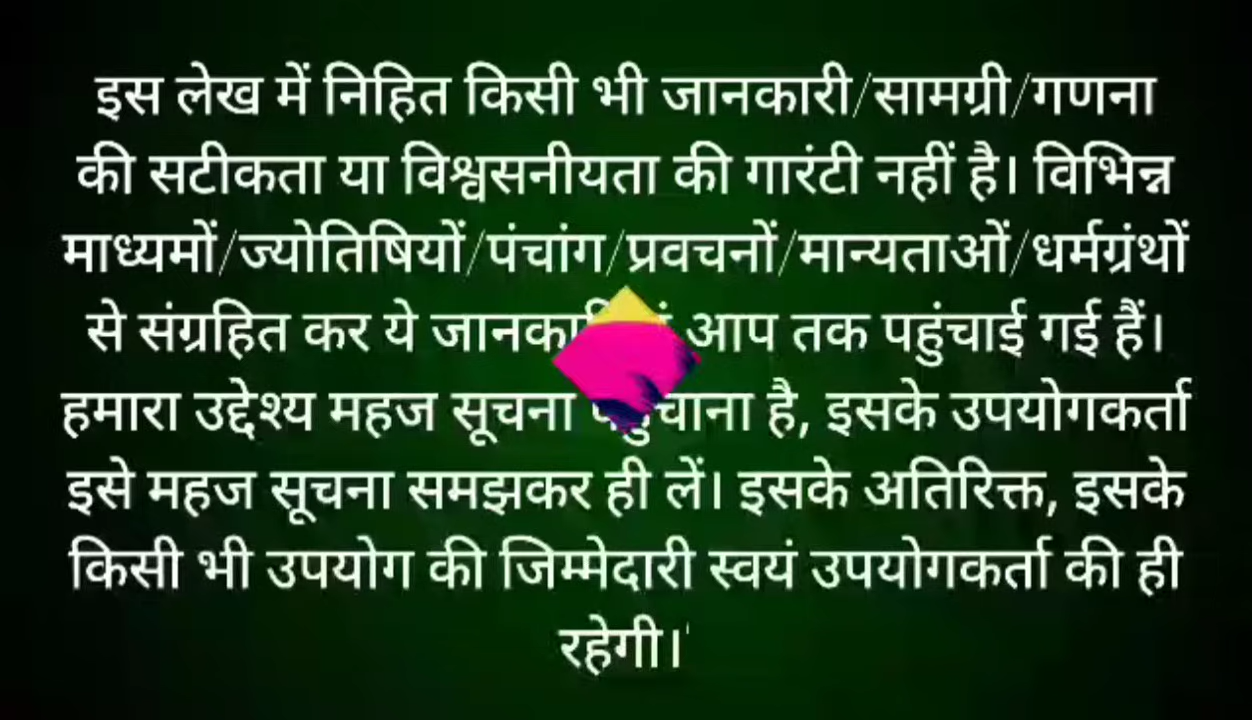 इस लेख में निहित किसी भी जानकारी/सामग्री/गणना
की सटीकता या विश्वसनीयता की गारंटी नहीं है। विभिन्न
माध्यमों/ज्योतिषियों/पंचांग/प्रवचनों/मान्यताओं/धर्मग्रंथों
से संग्रहित कर ये आप तक पहुंचाई गई हैं।
हमारा उद्देश्य महज सूचना है, इसके उपयोगकर्ता
इसे महज सूचना समझकर ही लें। इसके अतिरिक्त, इसके
किसी भी उपयोग की जिम्मेदारी स्वयं उपयोगकर्ता की ही
रहेगी।'